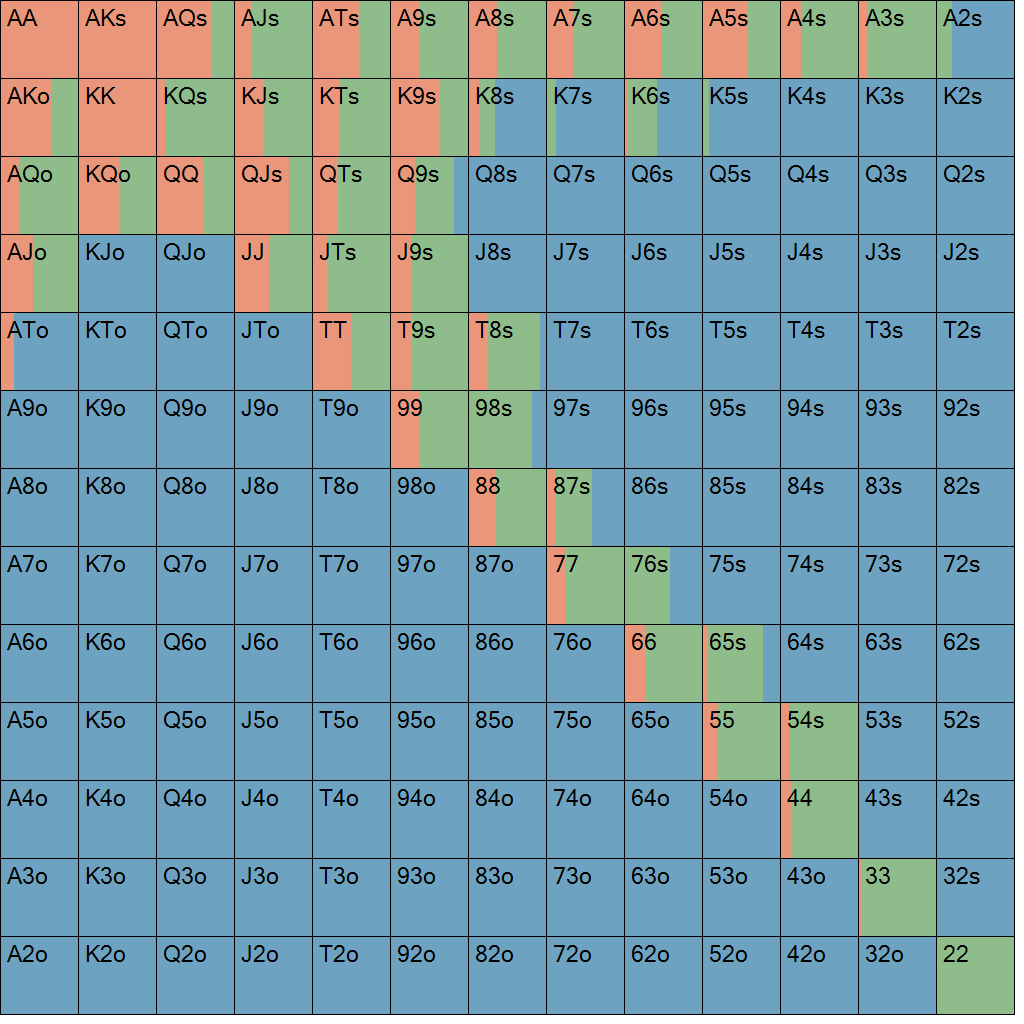 AA AKs AQs AJs ATs A9s A8s A7s A6s A5s A4s A3s A2s
AKo KK KQs KJs KTs K9s K8s K7s K6s K5s K4s K3s K2s
AQo KQo QQ QJs QTs Q9s Q8s Q7s Q6s Q5s Q4s Q3s Q2s
AJo KJo QJo JJ JTs J9s J8s J7s J6s J5s J4s J3s J2s
ATo KTo QTo JTo TT T9s T8s T7s T6s T5s T4s T3s T2s
A9o K9o Q9o J9o T9o 99 98s 97s 96s 95s 94s 93s 92s
A8o K8o Q8o J8o T8o 98o 88 87s 86s 85s 84s 83s 82s
A7o K7o Q7o J7o T7o 97o 87o 77 76s 75s 74s 73s 72s
A6o K6o Q6o J6o T6o 96o 86o 76o 66 65s 64s 63s 62s
A5o K5o Q5o J5o T5o 95o 85o 75o 65o 55 54s 53s 52s
A4o K4o Q4o J4o T4o 94o 84o 74o 64o 54o 44 43s 42s
A3o K3o Q3o J3o T3o 93o 83o 73o 63o 53o 43o 33 32s
A2o K2o Q2o J2o T2o 92o 82o 72o 62o 52o 42o 32o 22